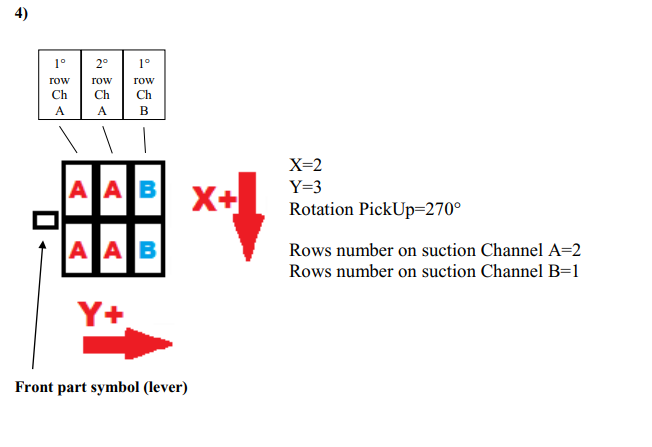 4)
1° 2° 1°
row row row
Ch Ch Ch
A A B
A A B
X+
A A B
X=2
Y=3
Rotation PickUp=270°
Rows number on suction Channel A=2
Rows number on suction Channel B=1
Y+
Front part symbol (lever)